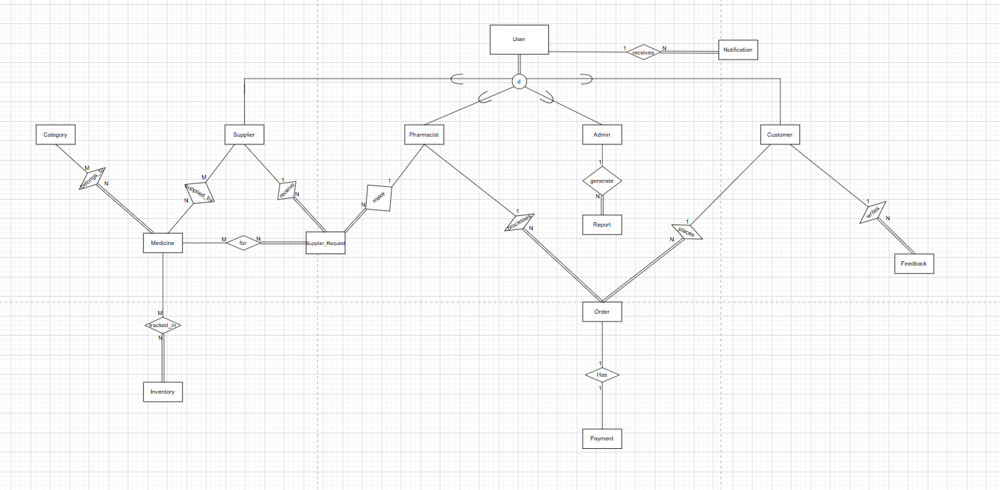 User
1
receives
N
Notification
d
Category
Supplier
Pharmacist
Admin
Customer
M
belongs_to
N
M
supplied_by
N
1
receive
N
1
make
N
1
generate
N
Report
1
processes
N
1
places
N
1
writes
N
Medicine
M
for
N
Supplier_Request
Feedback
Order
M
tracked_in
N
1
Has
1
Inventory
Payment